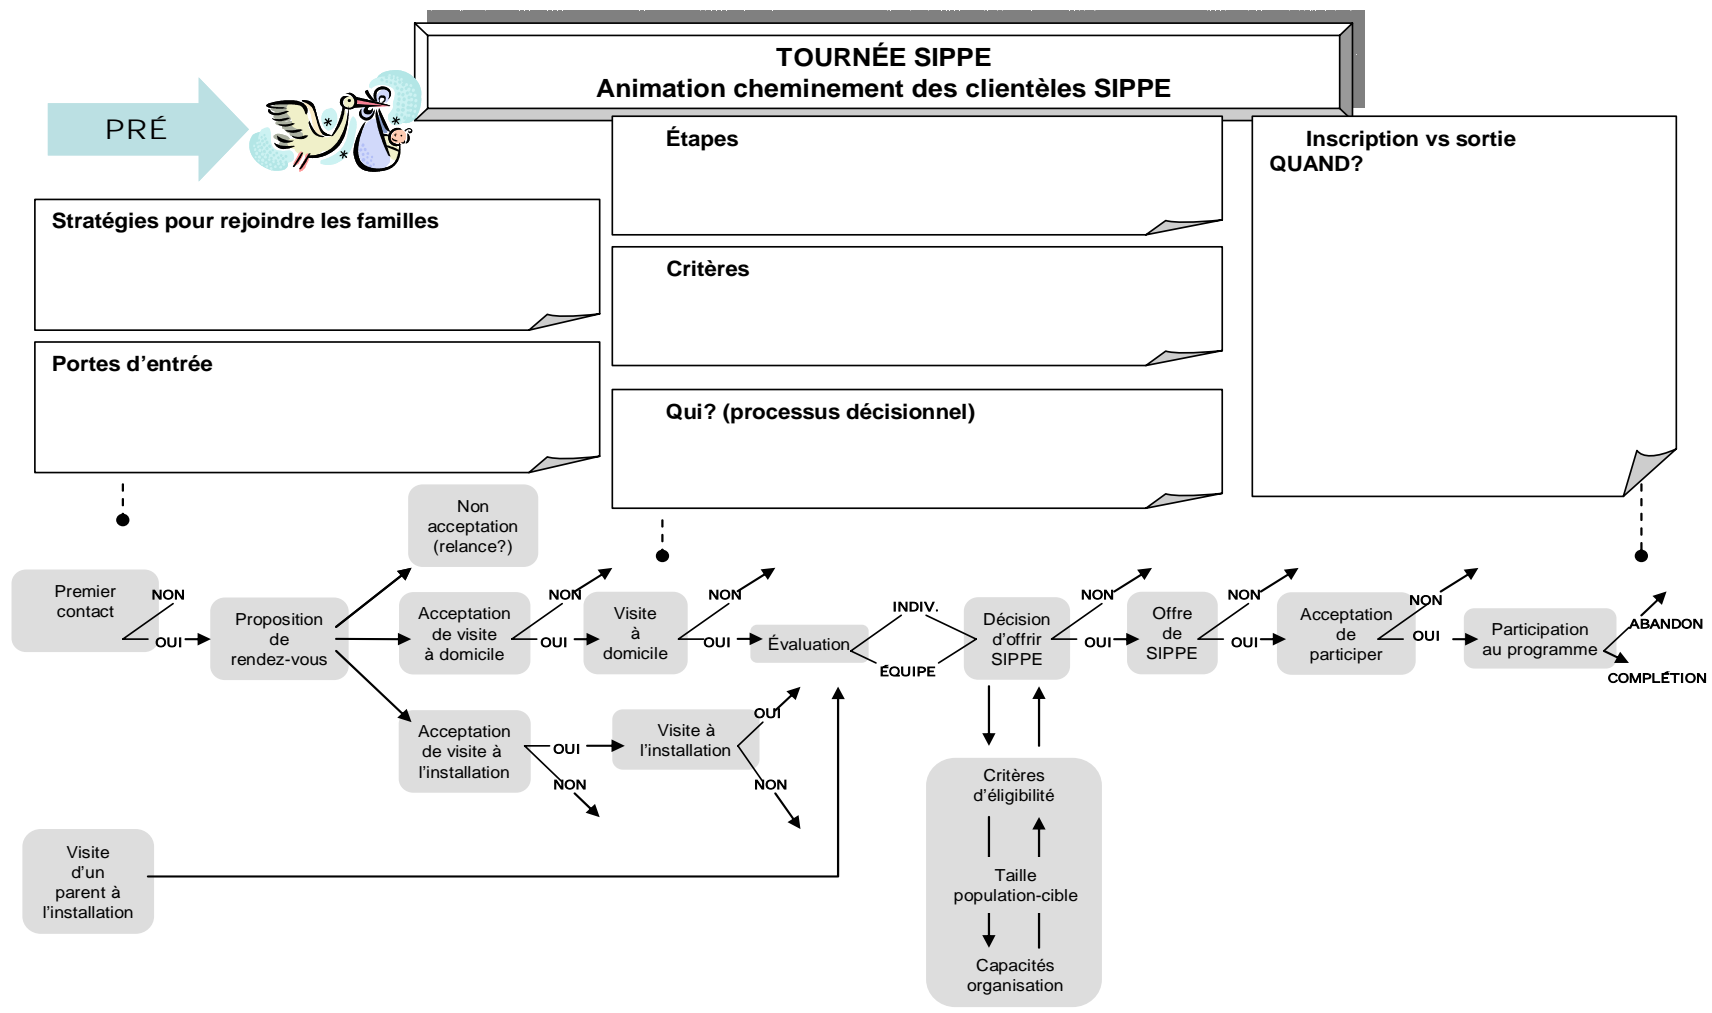 TOURNÉE SIPPE
Animation cheminement des clientèles SIPPE
PRÉ
Stratégies pour rejoindre les familles
Portes d’entrée
Étapes
Critères
Qui? (processus décisionnel)
Inscription vs sortie
QUAND?
Premier
contact
NON
OUI
Proposition
de
rendez-vous
Non
acceptation
(relance?)
Acceptation
de visite
à domicile
NON
OUI
Visite
à
domicile
NON
OUI
Évaluation
INDIV.
ÉQUIPE
Décision
d’offrir
SIPPE
NON
OUI
Offre
de
SIPPE
NON
OUI
Acceptation
de
participer
NON
OUI
Participation
au programme
ABANDON
COMPLÉTION
Acceptation
de visite à
l’installation
OUI
NON
Visite à
l’installation
OUI
NON
Visite
d’un
parent à
l’installation
Critères
d’éligibilité
Taille
population-cible
Capacités
organisation